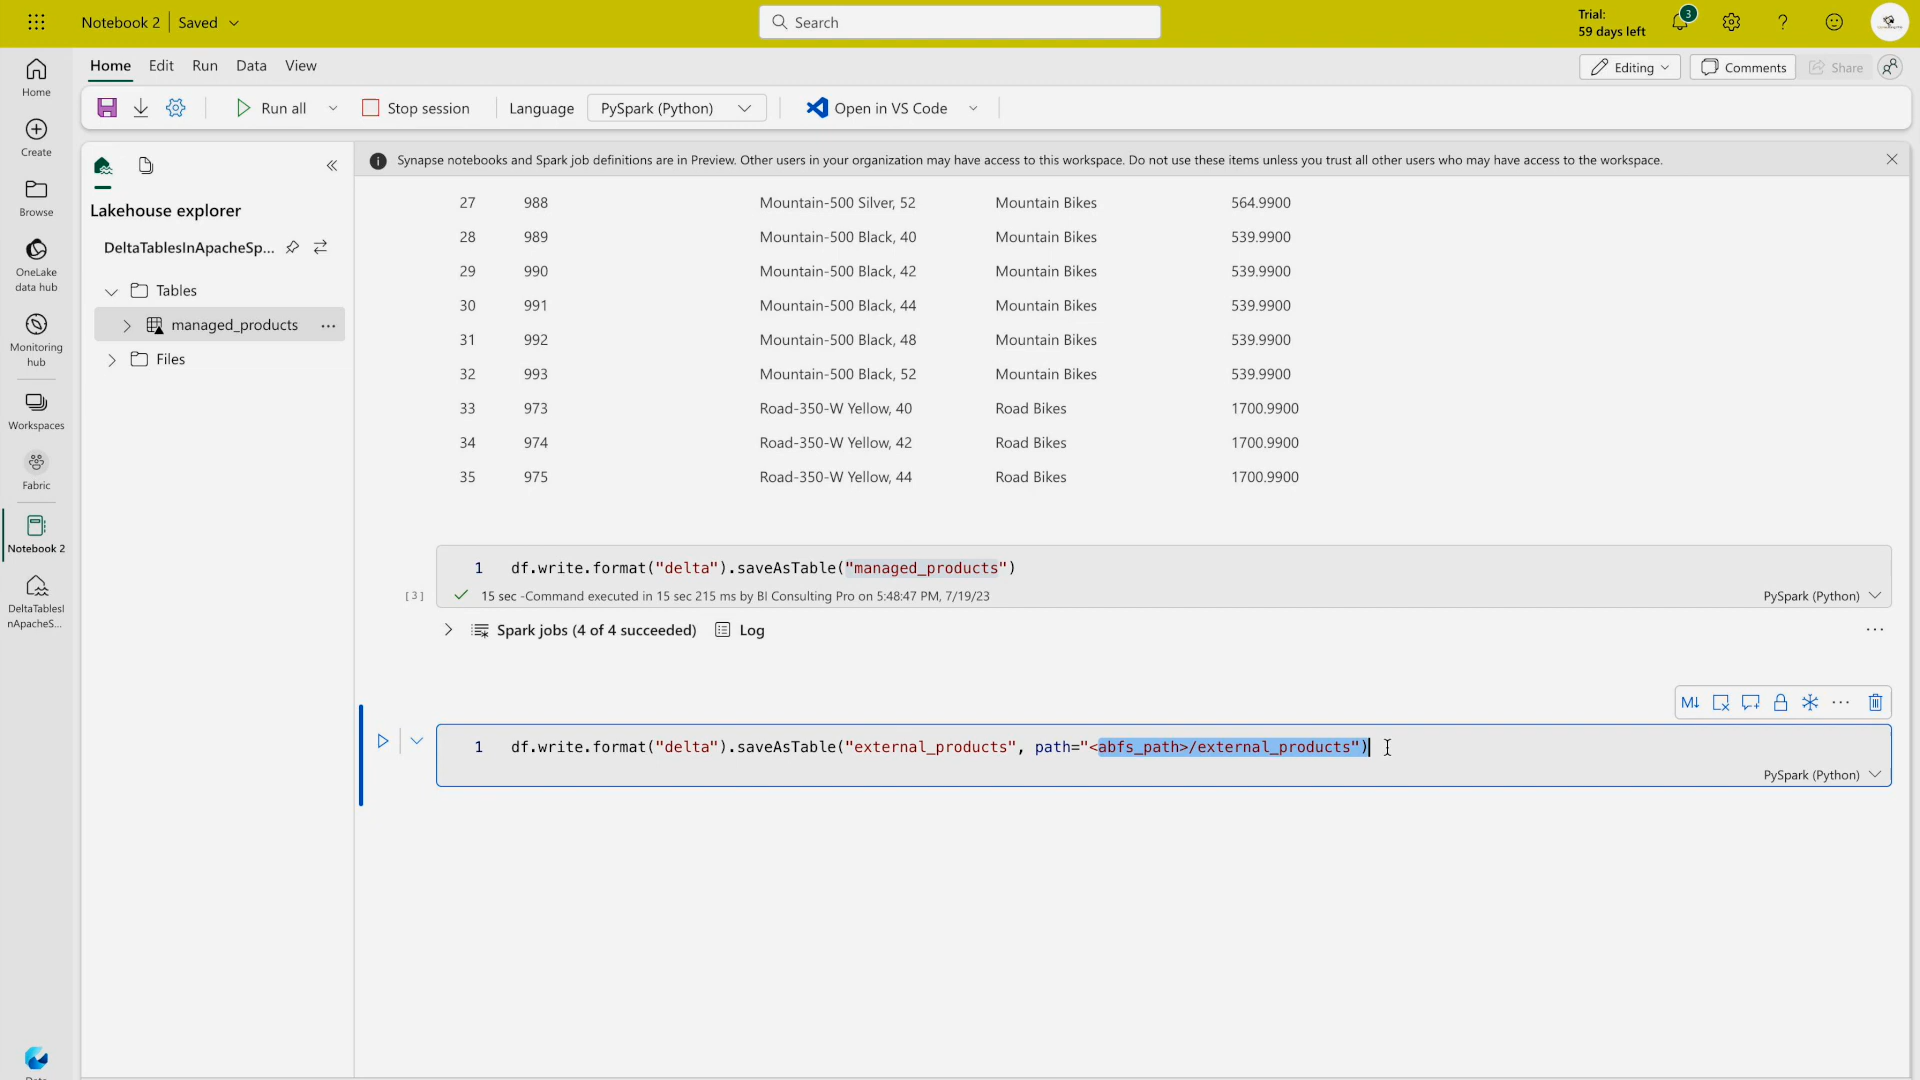 Notebook 2 | Saved
Search
Trial:
59 days left
3
Home Edit Run Data View
Editing
Comments
Share
Run all
Stop session
Language
PySpark (Python)
Open in VS Code
Home
Create
Browse
OneLake
data hub
Monitoring
hub
Workspaces
Fabric
Notebook 2
DeltaTablesI
nApacheS...
Lakehouse explorer
DeltaTablesInApacheSp...
Tables
managed_products
Files
Synapse notebooks and Spark job definitions are in Preview. Other users in your organization may have access to this workspace. Do not use these items unless you trust all other users who may have access to the workspace.
27 988 Mountain-500 Silver, 52 Mountain Bikes 564.9900
28 989 Mountain-500 Black, 40 Mountain Bikes 539.9900
29 990 Mountain-500 Black, 42 Mountain Bikes 539.9900
30 991 Mountain-500 Black, 44 Mountain Bikes 539.9900
31 992 Mountain-500 Black, 48 Mountain Bikes 539.9900
32 993 Mountain-500 Black, 52 Mountain Bikes 539.9900
33 973 Road-350-W Yellow, 40 Road Bikes 1700.9900
34 974 Road-350-W Yellow, 42 Road Bikes 1700.9900
35 975 Road-350-W Yellow, 44 Road Bikes 1700.9900
1 df.write.format("delta").saveAsTable("managed_products")
[3] 15 sec -Command executed in 15 sec 215 ms by BI Consulting Pro on 5:48:47 PM, 7/19/23
PySpark (Python)
Spark jobs (4 of 4 succeeded)
Log
M↓
1 df.write.format("delta").saveAsTable("external_products", path="<abfs_path>/external_products")
PySpark (Python)